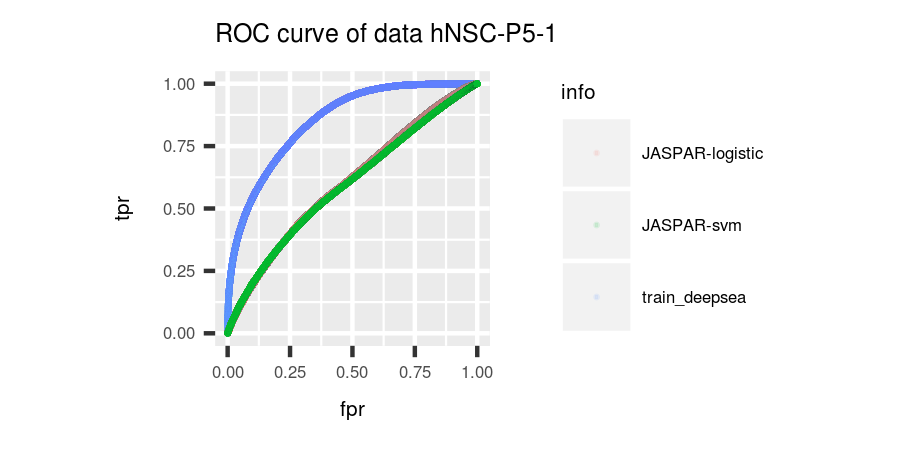 ROC curve of data hNSC-P5-1
1.00
0.75
0.50
0.25
0.00
tpr
0.00 0.25 0.50 0.75 1.00
fpr
info
JASPAR-logistic
JASPAR-svm
train_deepsea